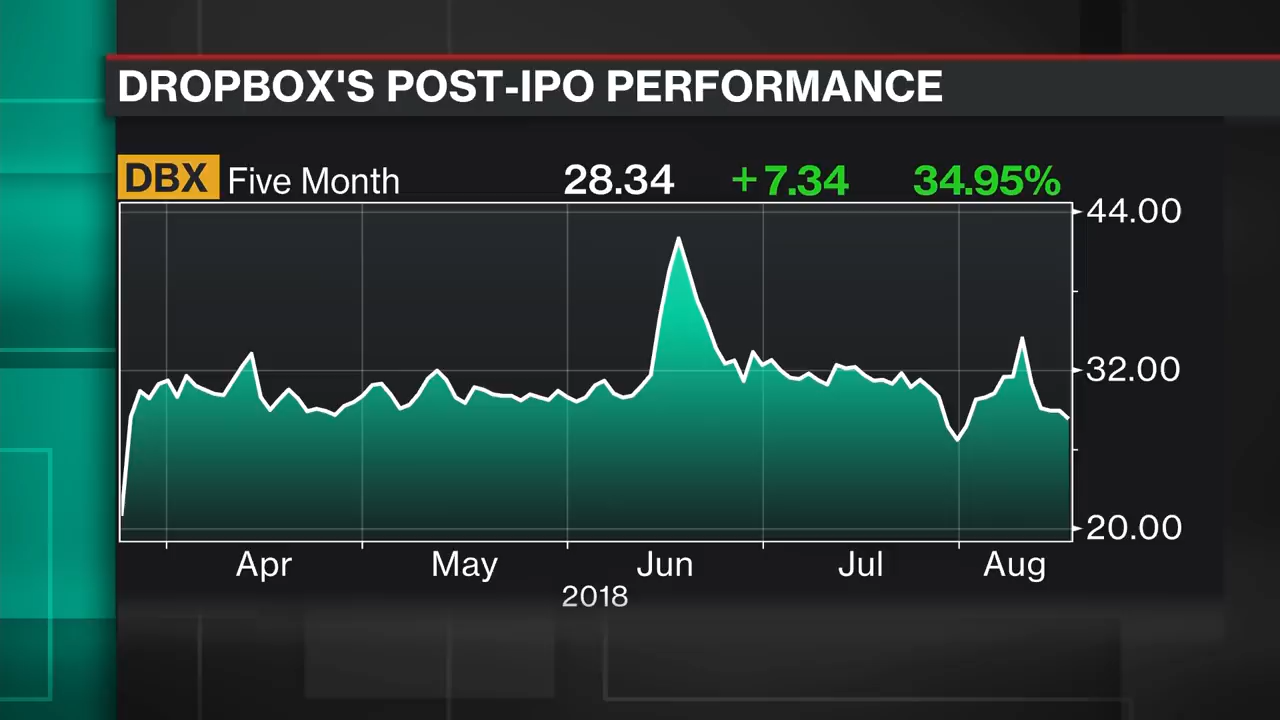 DROPBOX'S POST-IPO PERFORMANCE
DBX Five Month 28.34 +7.34 34.95%
44.00
32.00
20.00
Apr May Jun Jul Aug
2018